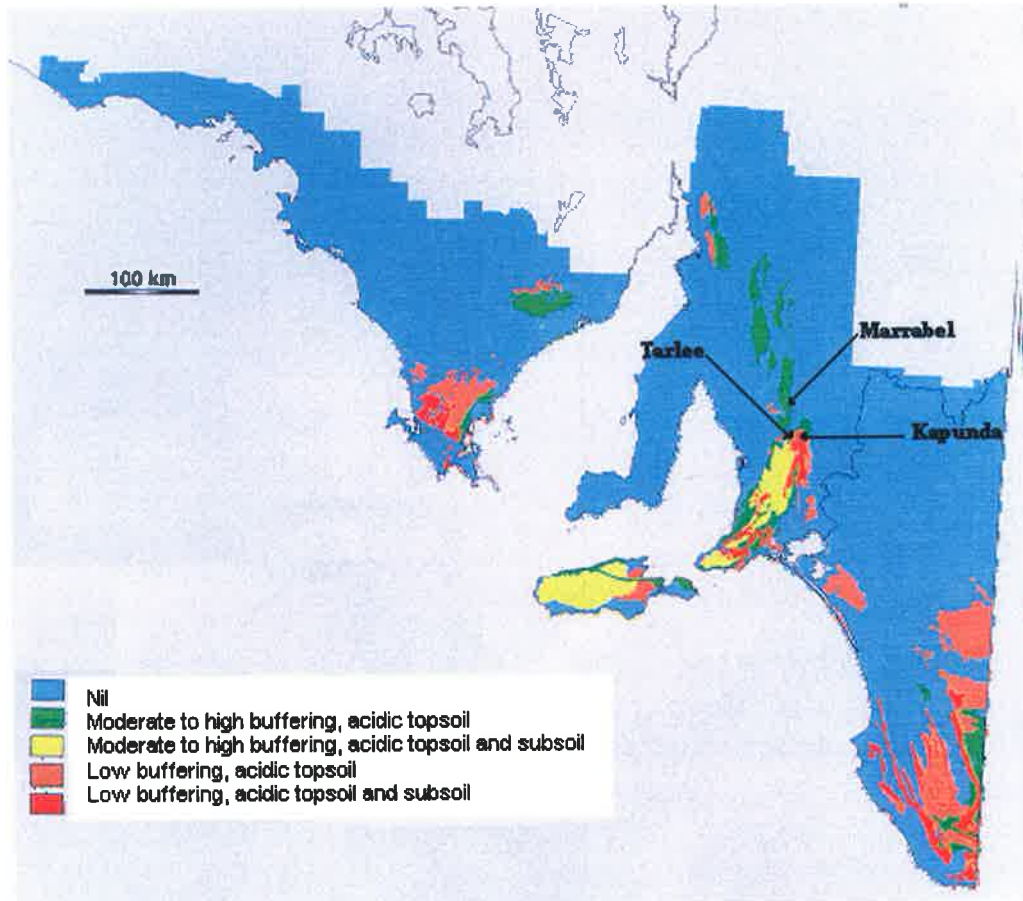 100 km
Marrabel
Tarlee
Kapunda
Nil
Moderate to high buffering, acidic topsoil
Moderate to high buffering, acidic topsoil and subsoil
Low buffering, acidic topsoil
Low buffering, acidic topsoil and subsoil